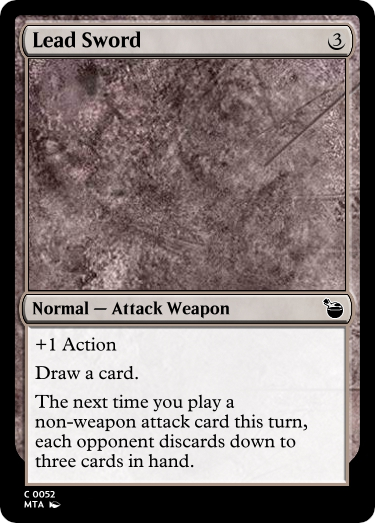 Lead Sword 3
Normal — Attack Weapon
+1 Action
Draw a card.
The next time you play a
non-weapon attack card this turn,
each opponent discards down to
three cards in hand.
C 0052
MTA